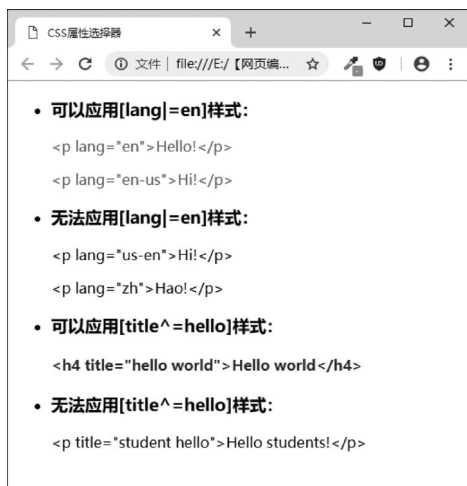 CSS属性选择器
文件 | file:///E:/【网页编...
可以应用[lang|=en]样式：
<p lang="en">Hello!</p>
<p lang="en-us">Hi!</p>
无法应用[lang|=en]样式：
<p lang="us-en">Hi!</p>
<p lang="zh">Hao!</p>
可以应用[title^=hello]样式：
<h4 title="hello world">Hello world</h4>
无法应用[title^=hello]样式：
<p title="student hello">Hello students!</p>